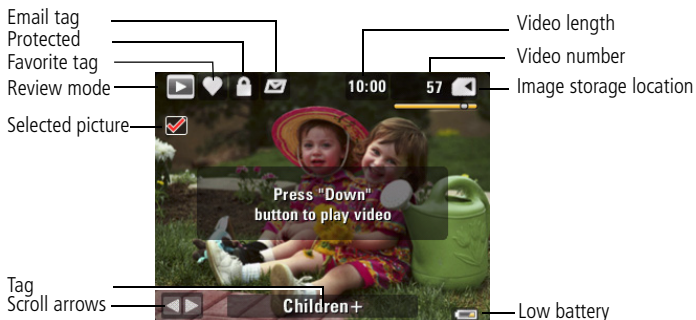 Email tag
Protected
Favorite tag
Review mode
Selected picture
Video length
Video number
Image storage location
10:00
57
Press "Down"
button to play video
Tag
Scroll arrows
Children+
Low battery